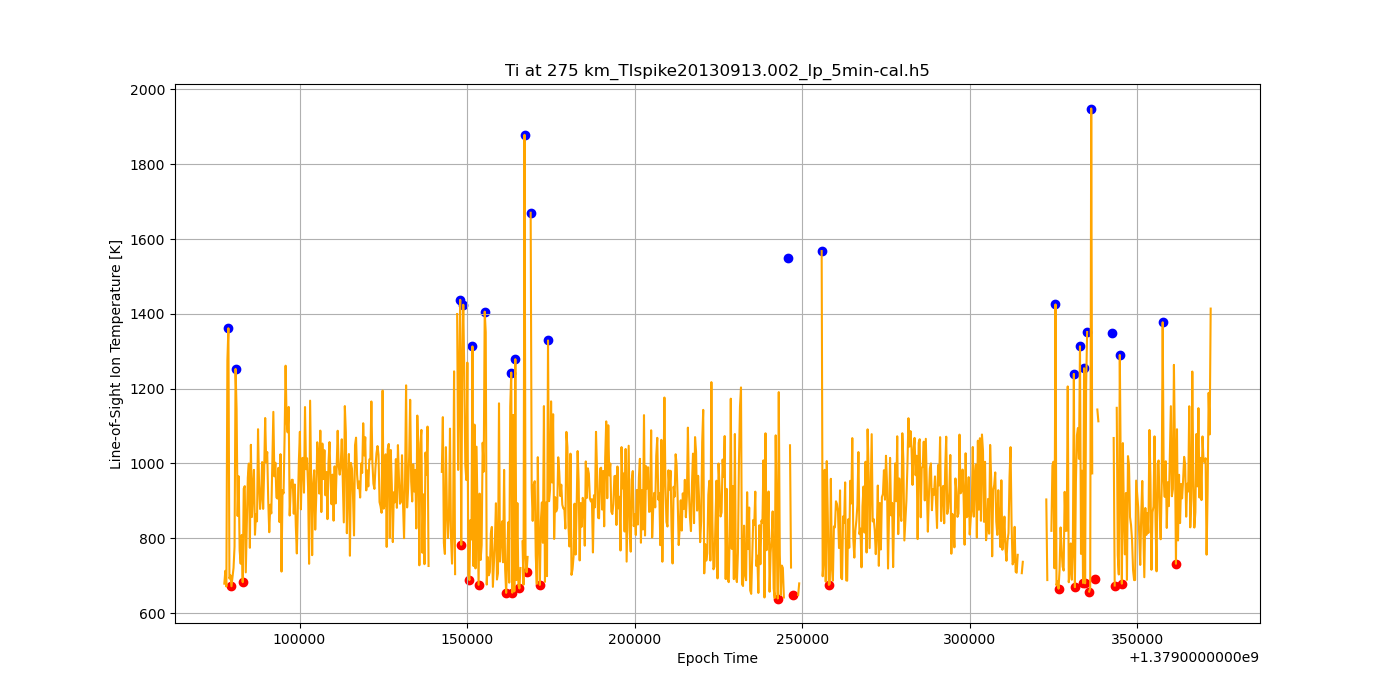 Ti at 275 km_TIspike20130913.002_lp_5min-cal.h5
Line-of-Sight Ion Temperature [K]
2000
1800
1600
1400
1200
1000
800
600
100000 150000 200000 250000 300000 350000
Epoch Time
+1.3790000000e9